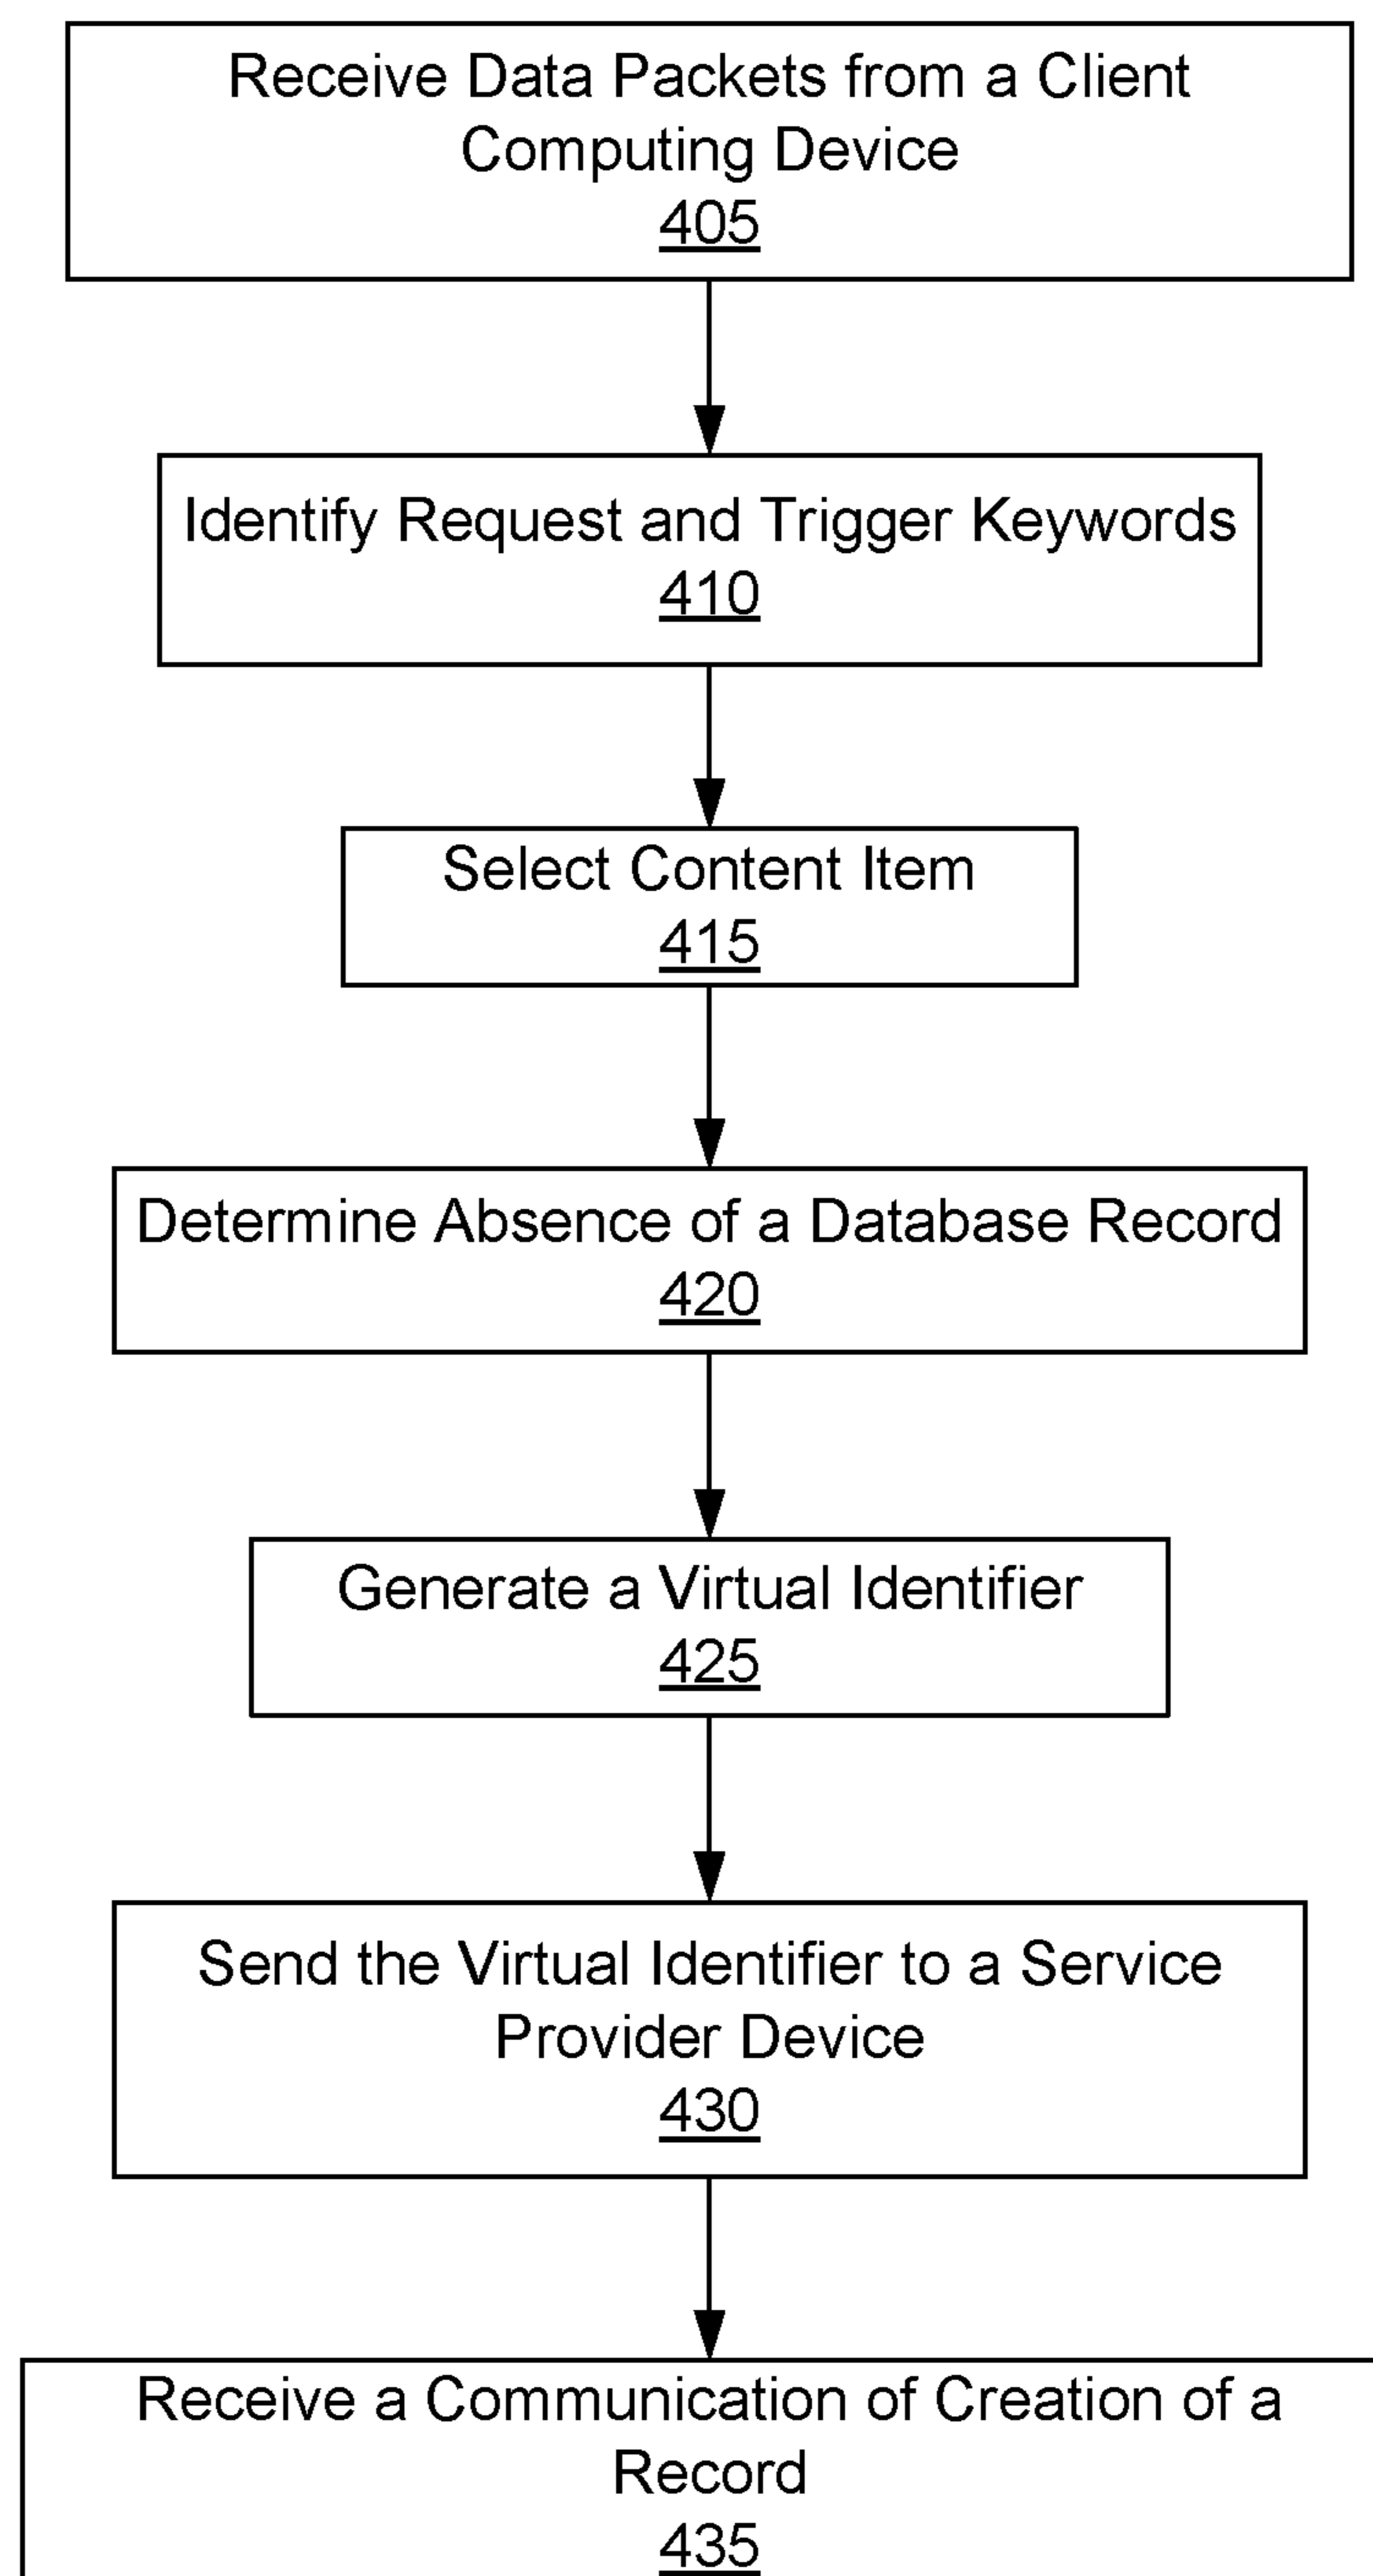 Receive Data Packets from a Client
Computing Device
405
Identify Request and Trigger Keywords
410
Select Content Item
415
Determine Absence of a Database Record
420
Generate a Virtual Identifier
425
Send the Virtual Identifier to a Service
Provider Device
430
Receive a Communication of Creation of a
Record
435